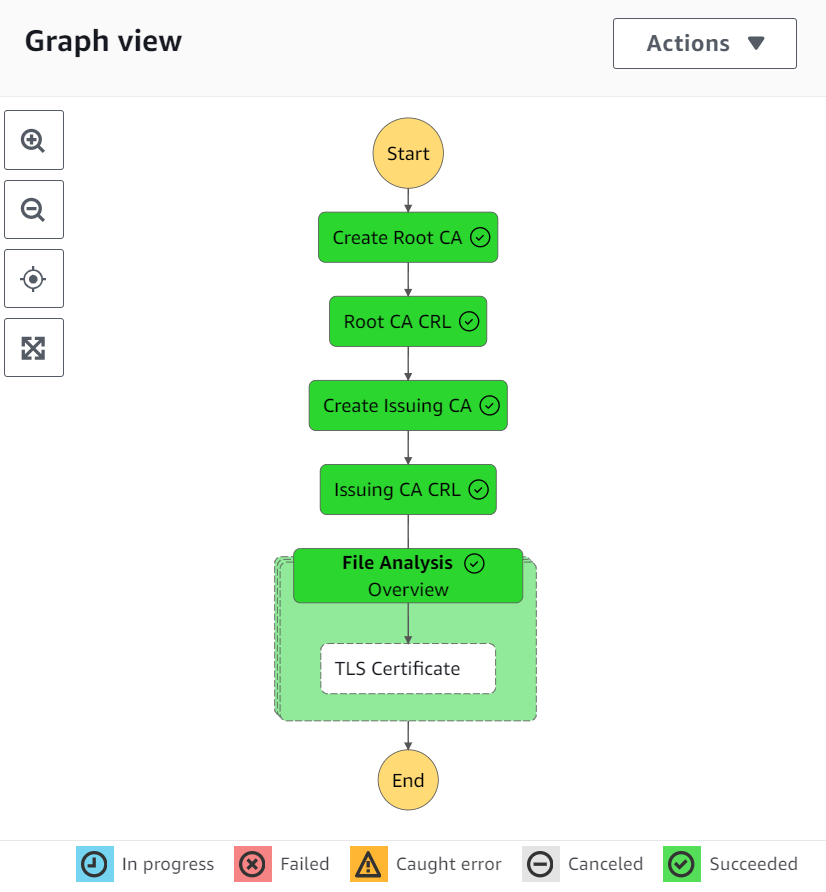 Graph view
Actions
Start
Create Root CA
Root CA CRL
Create Issuing CA
Issuing CA CRL
File Analysis
Overview
TLS Certificate
End
In progress
Failed
Caught error
Canceled
Succeeded